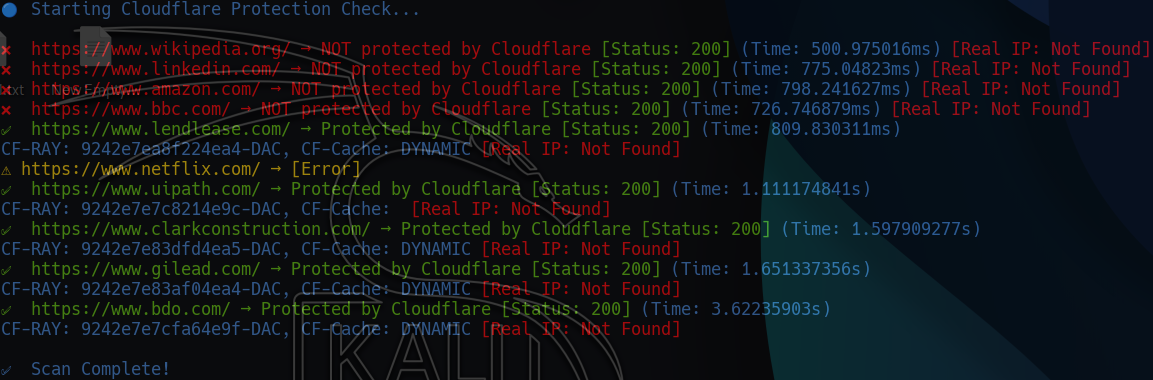 🔵 Starting Cloudflare Protection Check...
❌ https://www.wikipedia.org/ → NOT protected by Cloudflare [Status: 200] (Time: 500.975016ms) [Real IP: Not Found]
❌ https://www.linkedin.com/ → NOT protected by Cloudflare [Status: 200] (Time: 775.04823ms) [Real IP: Not Found]
❌ https://www.amazon.com/ → NOT protected by Cloudflare [Status: 200] (Time: 798.241627ms) [Real IP: Not Found]
❌ https://www.bbc.com/ → NOT protected by Cloudflare [Status: 200] (Time: 726.746879ms) [Real IP: Not Found]
✅ https://www.lendlease.com/ → Protected by Cloudflare [Status: 200] (Time: 809.830311ms)
CF-RAY: 9242e7ea8f224ea4-DAC, CF-Cache: DYNAMIC [Real IP: Not Found]
⚠ https://www.netflix.com/ → [Error]
✅ https://www.uipath.com/ → Protected by Cloudflare [Status: 200] (Time: 1.111174841s)
CF-RAY: 9242e7e7c8214e9c-DAC, CF-Cache:  [Real IP: Not Found]
✅ https://www.clarkconstruction.com/ → Protected by Cloudflare [Status: 200] (Time: 1.597909277s)
CF-RAY: 9242e7e83dfd4ea5-DAC, CF-Cache: DYNAMIC [Real IP: Not Found]
✅ https://www.gilead.com/ → Protected by Cloudflare [Status: 200] (Time: 1.651337356s)
CF-RAY: 9242e7e83af04ea4-DAC, CF-Cache: DYNAMIC [Real IP: Not Found]
✅ https://www.bdo.com/ → Protected by Cloudflare [Status: 200] (Time: 3.62235903s)
CF-RAY: 9242e7e7cfa64e9f-DAC, CF-Cache: DYNAMIC [Real IP: Not Found]
KALI
✅ Scan Complete!